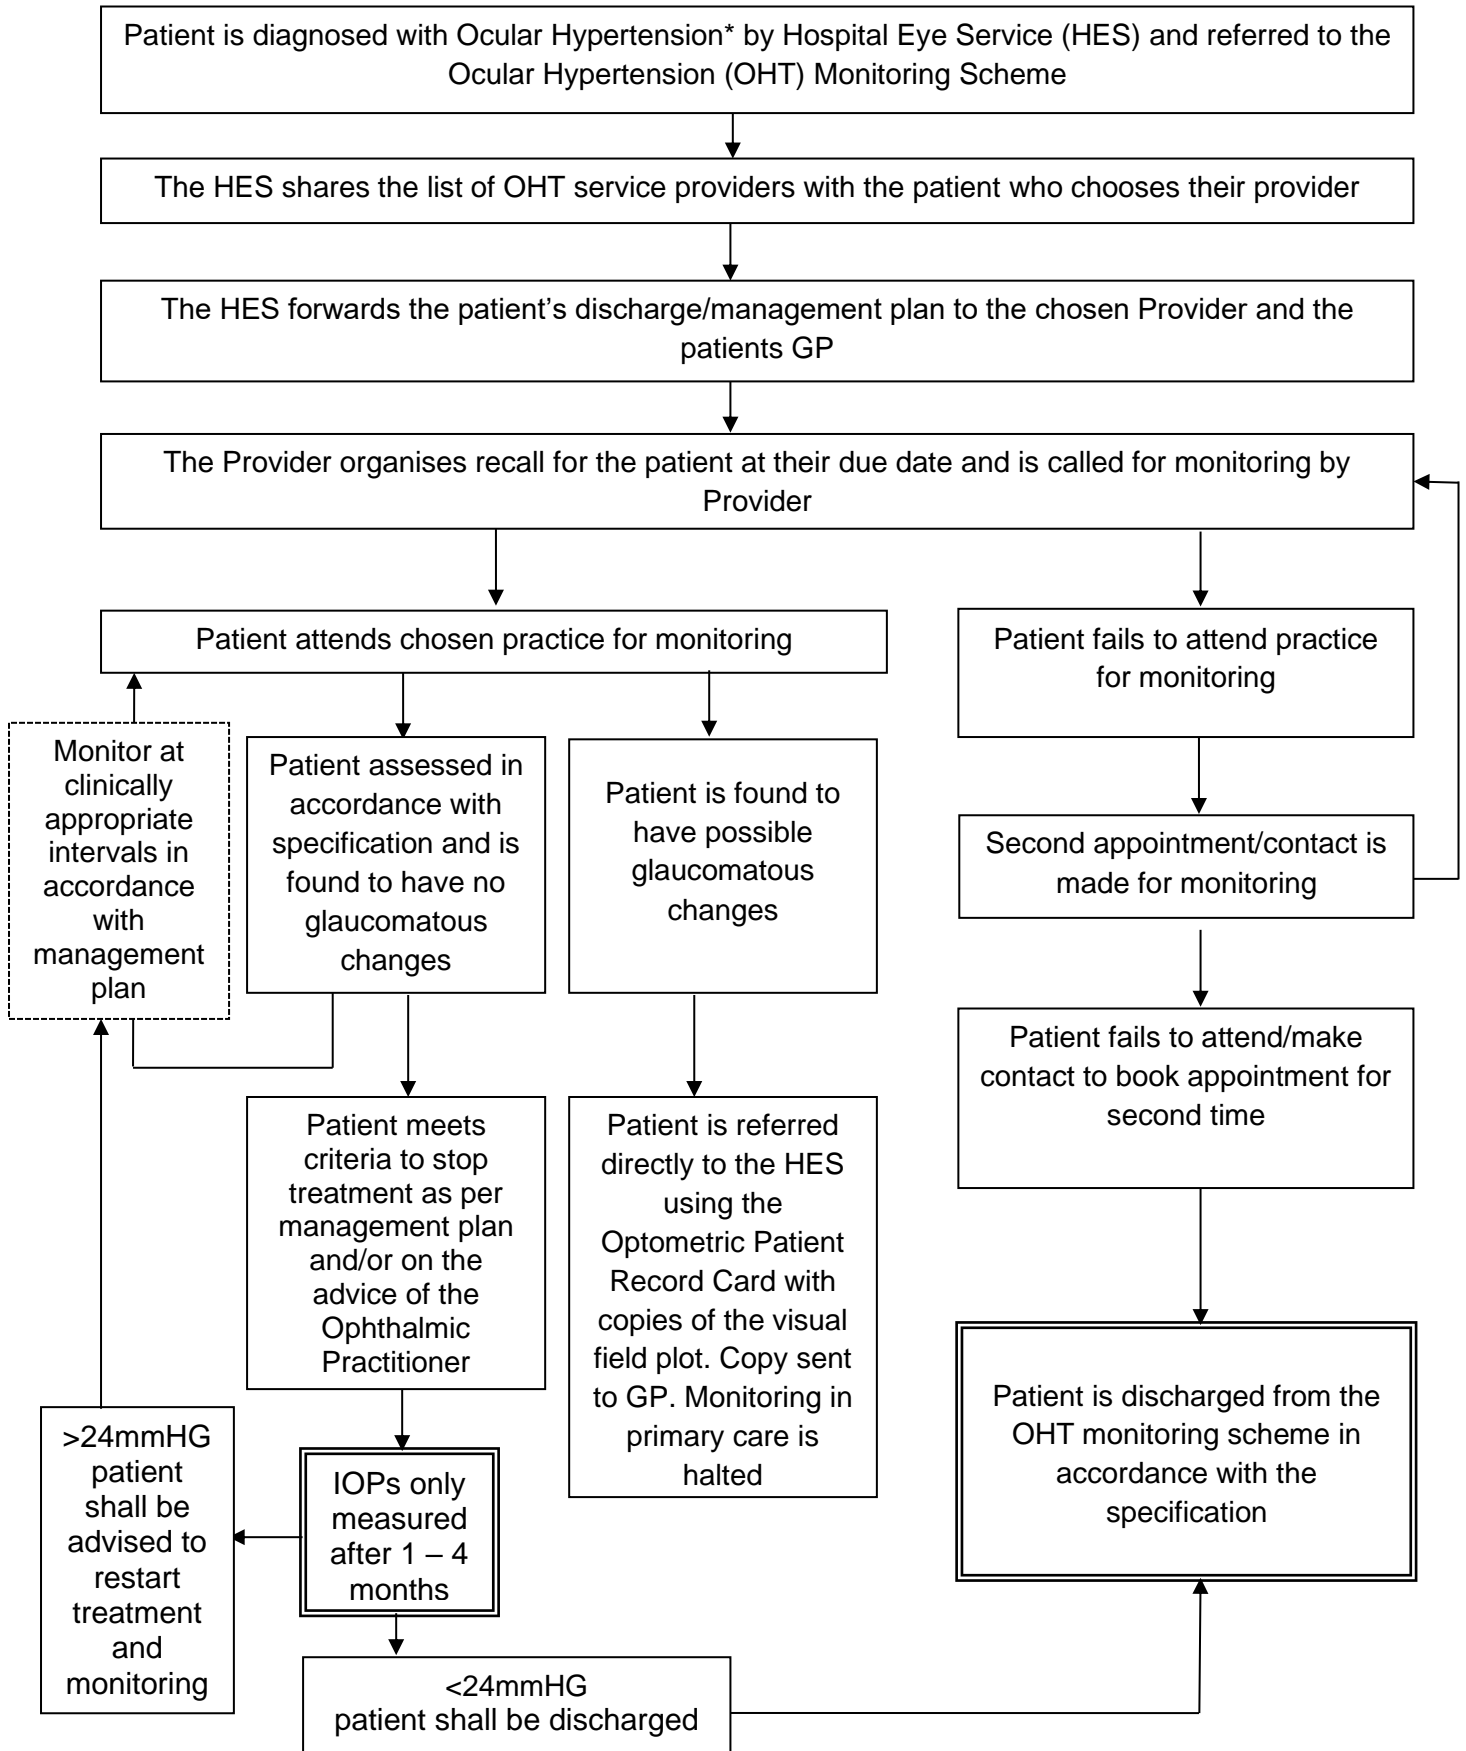 Patient is diagnosed with Ocular Hypertension* by Hospital Eye Service (HES) and referred to the
Ocular Hypertension (OHT) Monitoring Scheme
The HES shares the list of OHT service providers with the patient who chooses their provider
The HES forwards the patient’s discharge/management plan to the chosen Provider and the
patients GP
The Provider organises recall for the patient at their due date and is called for monitoring by
Provider
Patient attends chosen practice for monitoring
Patient fails to attend practice
for monitoring
Monitor at
clinically
appropriate
intervals in
accordance
with
management
plan
Patient assessed in
accordance with
specification and is
found to have no
glaucomatous
changes
Patient is found to
have possible
glaucomatous
changes
Second appointment/contact is
made for monitoring
Patient fails to attend/make
contact to book appointment for
second time
Patient meets
criteria to stop
treatment as per
management plan
and/or on the
advice of the
Ophthalmic
Practitioner
Patient is referred
directly to the HES
using the
Optometric Patient
Record Card with
copies of the visual
field plot. Copy sent
to GP. Monitoring in
primary care is
halted
Patient is discharged from the
OHT monitoring scheme in
accordance with the
specification
>24mmHG
patient
shall be
advised to
restart
treatment
and
monitoring
IOPs only
measured
after 1 – 4
months
<24mmHG
patient shall be discharged